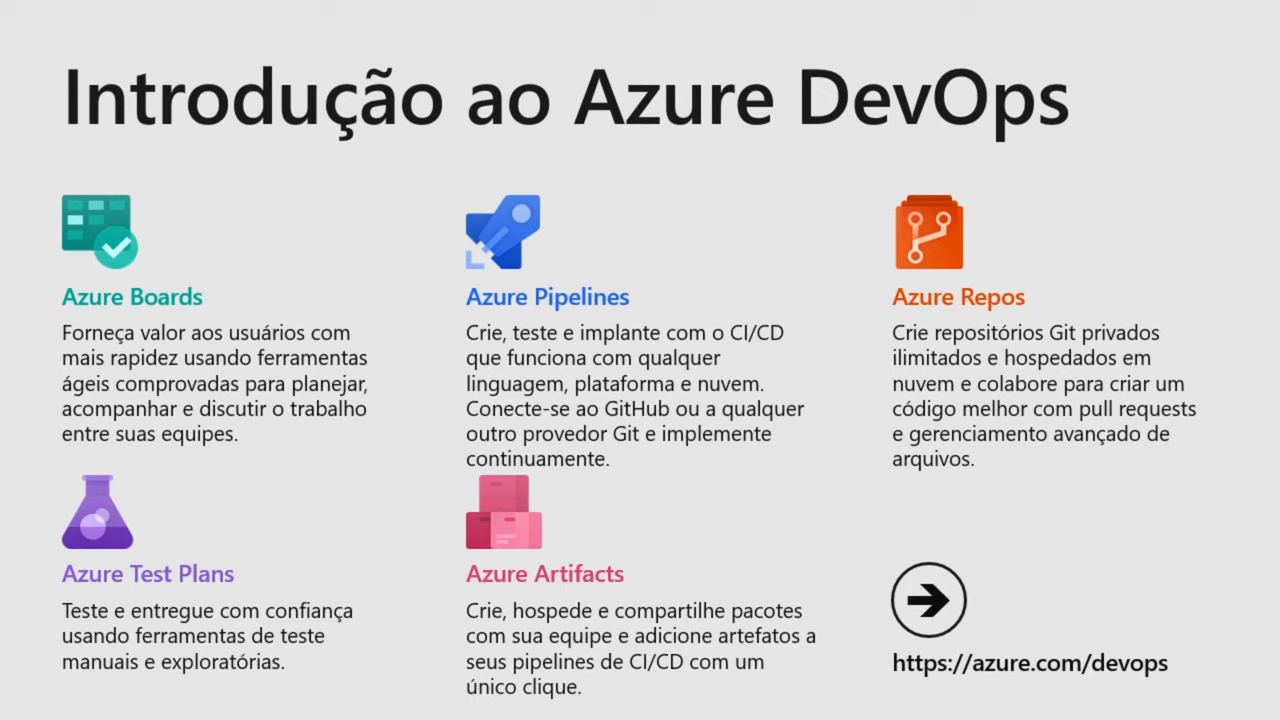 Introdução ao Azure DevOps
Azure Boards
Forneça valor aos usuários com
mais rapidez usando ferramentas
ágeis comprovadas para planejar,
acompanhar e discutir o trabalho
entre suas equipes.
Azure Pipelines
Crie, teste e implante com o CI/CD
que funciona com qualquer
linguagem, plataforma e nuvem.
Conecte-se ao GitHub ou a qualquer
outro provedor Git e implemente
continuamente.
Azure Repos
Crie repositórios Git privados
ilimitados e hospedados em
nuvem e colabore para criar um
código melhor com pull requests
e gerenciamento avançado de
arquivos.
Azure Test Plans
Teste e entregue com confiança
usando ferramentas de teste
manuais e exploratórias.
Azure Artifacts
Crie, hospede e compartilhe pacotes
com sua equipe e adicione artefatos a
seus pipelines de CI/CD com um
único clique.
https://azure.com/devops